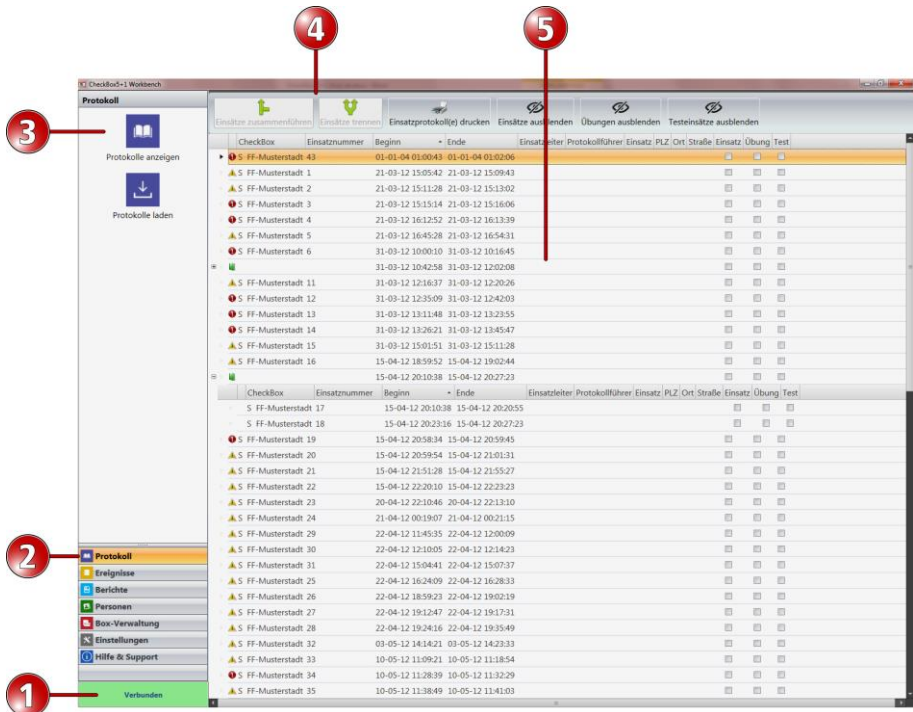 4
5
CheckBox5+1 Workbench
Protokoll
3
Protokolle anzeigen
Protokolle laden
Einsätze zusammenführen Einsätze trennen Einsatzprotokoll(e) drucken Einsätze ausblenden Übungen ausblenden Testeinsätze ausblenden
CheckBox Einsatznummer Beginn Ende Einsatzleiter Protokollführer Einsatz PLZ Ort Straße Einsatz Übung Test
S FF-Musterstadt 43 01-01-04 01:00:43 01-01-04 01:02:06
S FF-Musterstadt 1 21-03-12 15:05:42 21-03-12 15:09:43
S FF-Musterstadt 2 21-03-12 15:11:28 21-03-12 15:13:02
S FF-Musterstadt 3 21-03-12 15:15:14 21-03-12 15:16:06
S FF-Musterstadt 4 21-03-12 16:12:52 21-03-12 16:13:39
S FF-Musterstadt 5 21-03-12 16:45:28 21-03-12 16:54:31
S FF-Musterstadt 6 31-03-12 10:00:10 31-03-12 10:16:45
31-03-12 10:42:58 31-03-12 12:02:08
S FF-Musterstadt 11 31-03-12 12:16:37 31-03-12 12:20:26
S FF-Musterstadt 12 31-03-12 12:35:09 31-03-12 12:42:03
S FF-Musterstadt 13 31-03-12 13:11:48 31-03-12 13:23:55
S FF-Musterstadt 14 31-03-12 13:26:21 31-03-12 13:45:47
S FF-Musterstadt 15 31-03-12 15:01:51 31-03-12 15:11:28
S FF-Musterstadt 16 15-04-12 18:59:52 15-04-12 19:02:44
15-04-12 20:10:38 15-04-12 20:27:23
CheckBox Einsatznummer Beginn Ende Einsatzleiter Protokollführer Einsatz PLZ Ort Straße Einsatz Übung Test
S FF-Musterstadt 17 15-04-12 20:10:38 15-04-12 20:20:55
S FF-Musterstadt 18 15-04-12 20:23:16 15-04-12 20:27:23
S FF-Musterstadt 19 15-04-12 20:58:34 15-04-12 20:59:45
S FF-Musterstadt 20 15-04-12 20:59:54 15-04-12 21:01:31
S FF-Musterstadt 21 15-04-12 21:51:28 15-04-12 21:55:27
S FF-Musterstadt 22 15-04-12 22:20:10 15-04-12 22:23:23
S FF-Musterstadt 23 20-04-12 22:10:46 20-04-12 22:13:10
S FF-Musterstadt 24 21-04-12 00:19:07 21-04-12 00:21:15
S FF-Musterstadt 29 22-04-12 11:45:35 22-04-12 12:00:09
S FF-Musterstadt 30 22-04-12 12:10:05 22-04-12 12:14:23
S FF-Musterstadt 31 22-04-12 15:04:41 22-04-12 15:07:37
S FF-Musterstadt 25 22-04-12 16:24:09 22-04-12 16:28:33
S FF-Musterstadt 26 22-04-12 18:59:23 22-04-12 19:02:19
S FF-Musterstadt 27 22-04-12 19:12:47 22-04-12 19:17:31
S FF-Musterstadt 28 22-04-12 19:24:16 22-04-12 19:35:49
S FF-Musterstadt 32 03-05-12 14:14:21 03-05-12 14:23:33
S FF-Musterstadt 33 10-05-12 11:09:21 10-05-12 11:18:54
S FF-Musterstadt 34 10-05-12 11:28:39 10-05-12 11:32:29
S FF-Musterstadt 35 10-05-12 11:38:49 10-05-12 11:41:03
2
Protokoll
Ereignisse
Berichte
Personen
Box-Verwaltung
Einstellungen
Hilfe & Support
1
Verbunden